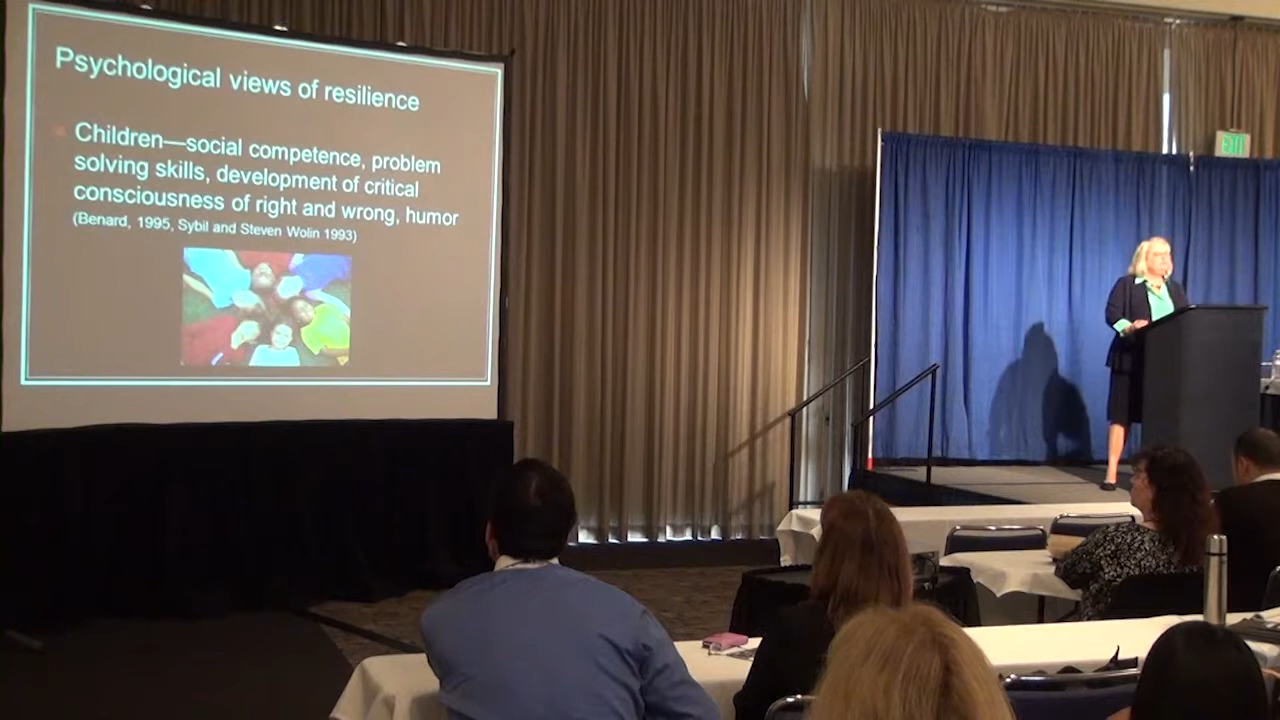 Psychological views of resilience
Children—social competence, problem
solving skills, development of critical
consciousness of right and wrong, humor
(Benard, 1995, Sybil and Steven Wolin 1993)
EXIT